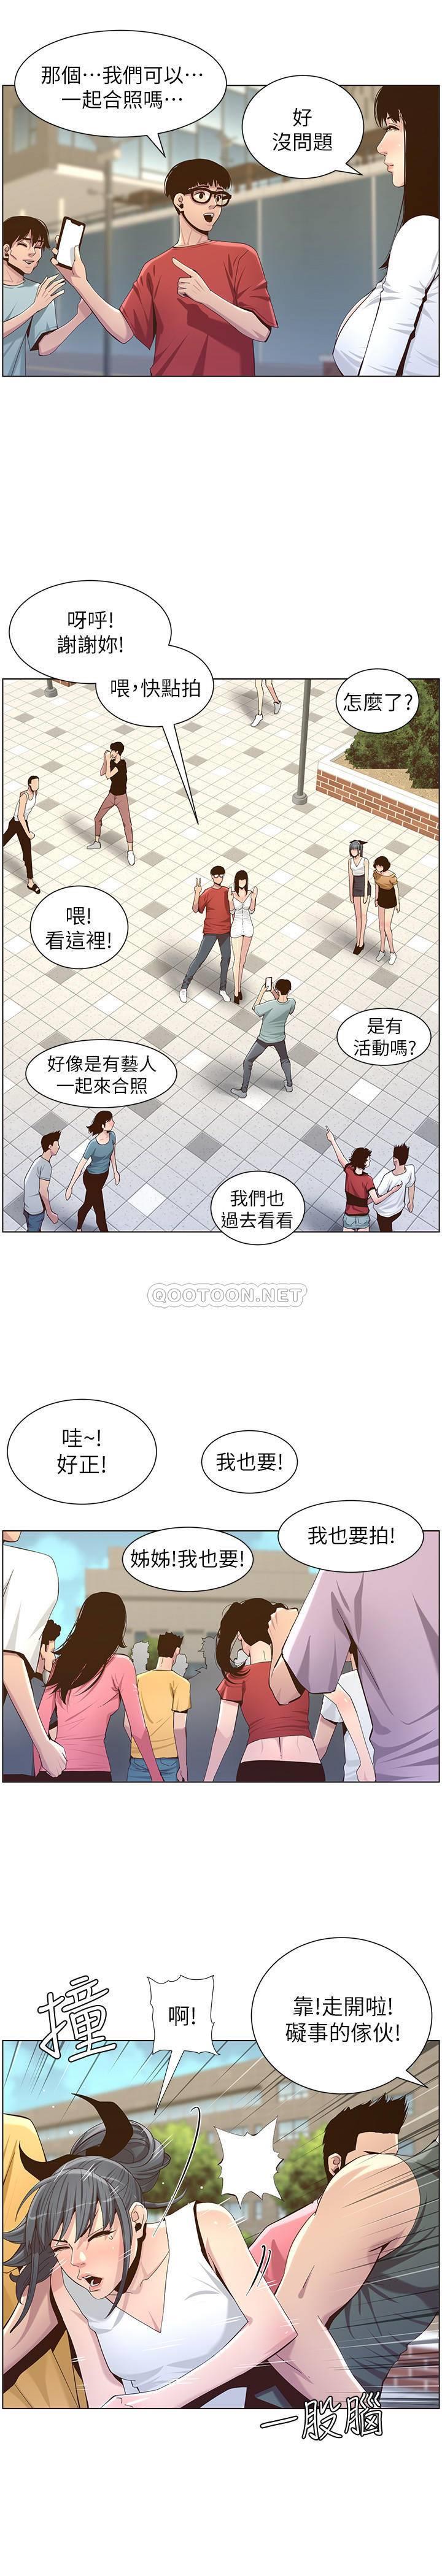 那個…我們可以…
一起合照嗎…
好
沒問題
呀呼!
謝謝妳!
喂,快點拍
怎麼了?
喂!
看這裡!
是有
活動嗎?
好像是有藝人
一起來合照
我們也
過去看看
QOOTOON.NET
哇~!
好正!
我也要!
我也要拍!
姊姊!我也要!
撞
啊!
靠!走開啦!
礙事的傢伙!
一股腦